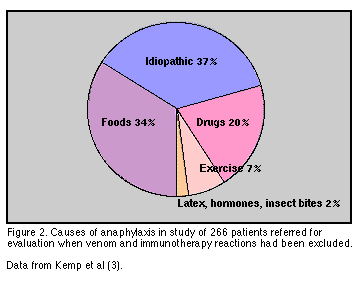 Idiopathic 37%
Foods 34%
Drugs 20%
Exercise 7%
Latex, hormones, insect bites 2%
Figure 2. Causes of anaphylaxis in study of 266 patients referred for
evaluation when venom and immunotherapy reactions had been excluded.
Data from Kemp et al (3).